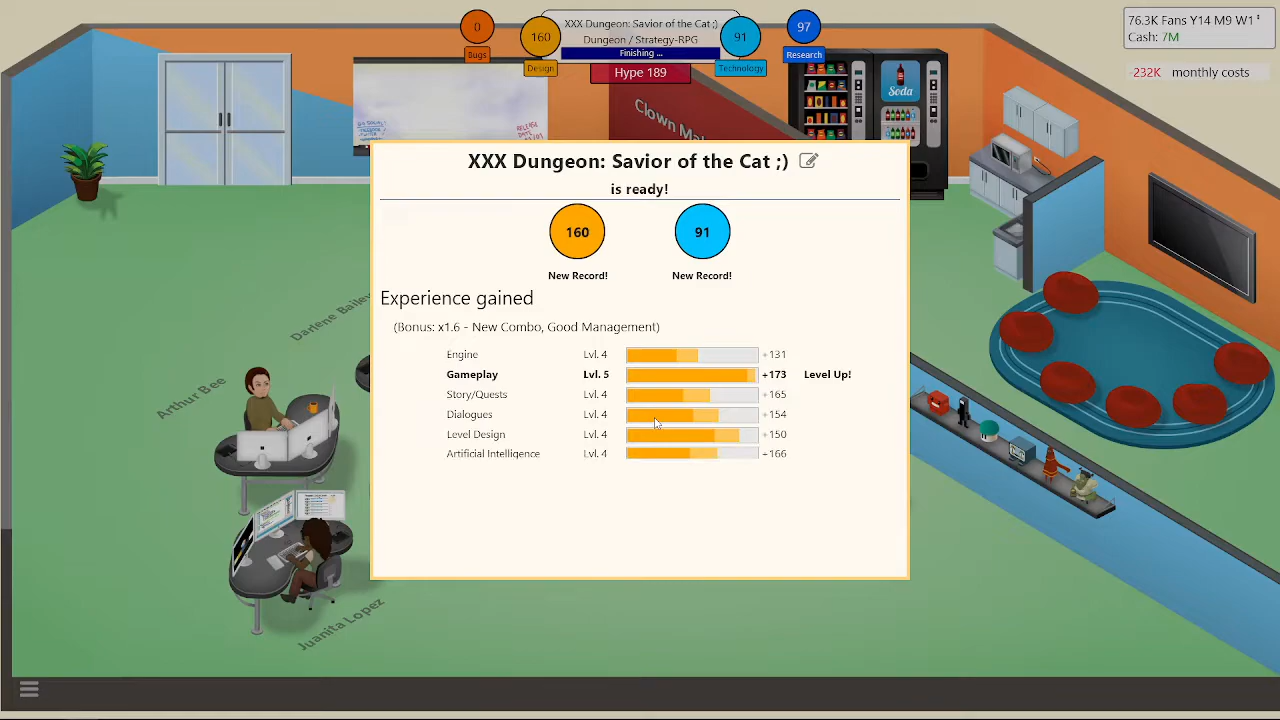 0
Bugs
160
Design
XXX Dungeon: Savior of the Cat ;)
Dungeon / Strategy-RPG
Finishing ...
Hype 189
91
Technology
97
Research
76.3K Fans Y14 M9 W1
Cash: 7M
-232K monthly costs
Soda
Clown Ma
RELEASE
XXX Dungeon: Savior of the Cat ;)
is ready!
160
91
New Record!
New Record!
Experience gained
(Bonus: x1.6 - New Combo, Good Management)
Engine Lvl. 4 +131
Gameplay Lvl. 5 +173 Level Up!
Story/Quests Lvl. 4 +165
Dialogues Lvl. 4 +154
Level Design Lvl. 4 +150
Artificial Intelligence Lvl. 4 +166
Darlene Bailey
Arthur Bee
Juanita Lopez